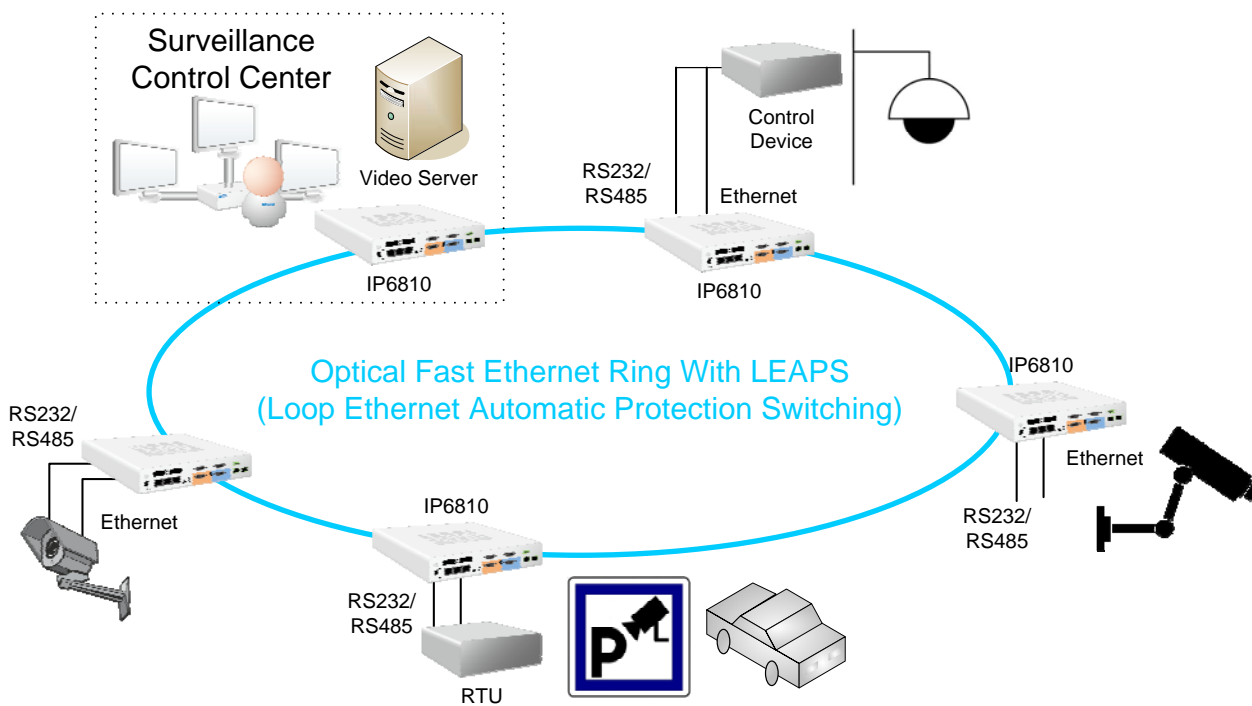 Surveillance
Control Center
Video Server
IP6810
Control
Device
RS232/
RS485
Ethernet
IP6810
Optical Fast Ethernet Ring With LEAPS
(Loop Ethernet Automatic Protection Switching)
IP6810
Ethernet
RS232/
RS485
RS232/
RS485
Ethernet
IP6810
RS232/
RS485
RTU
P